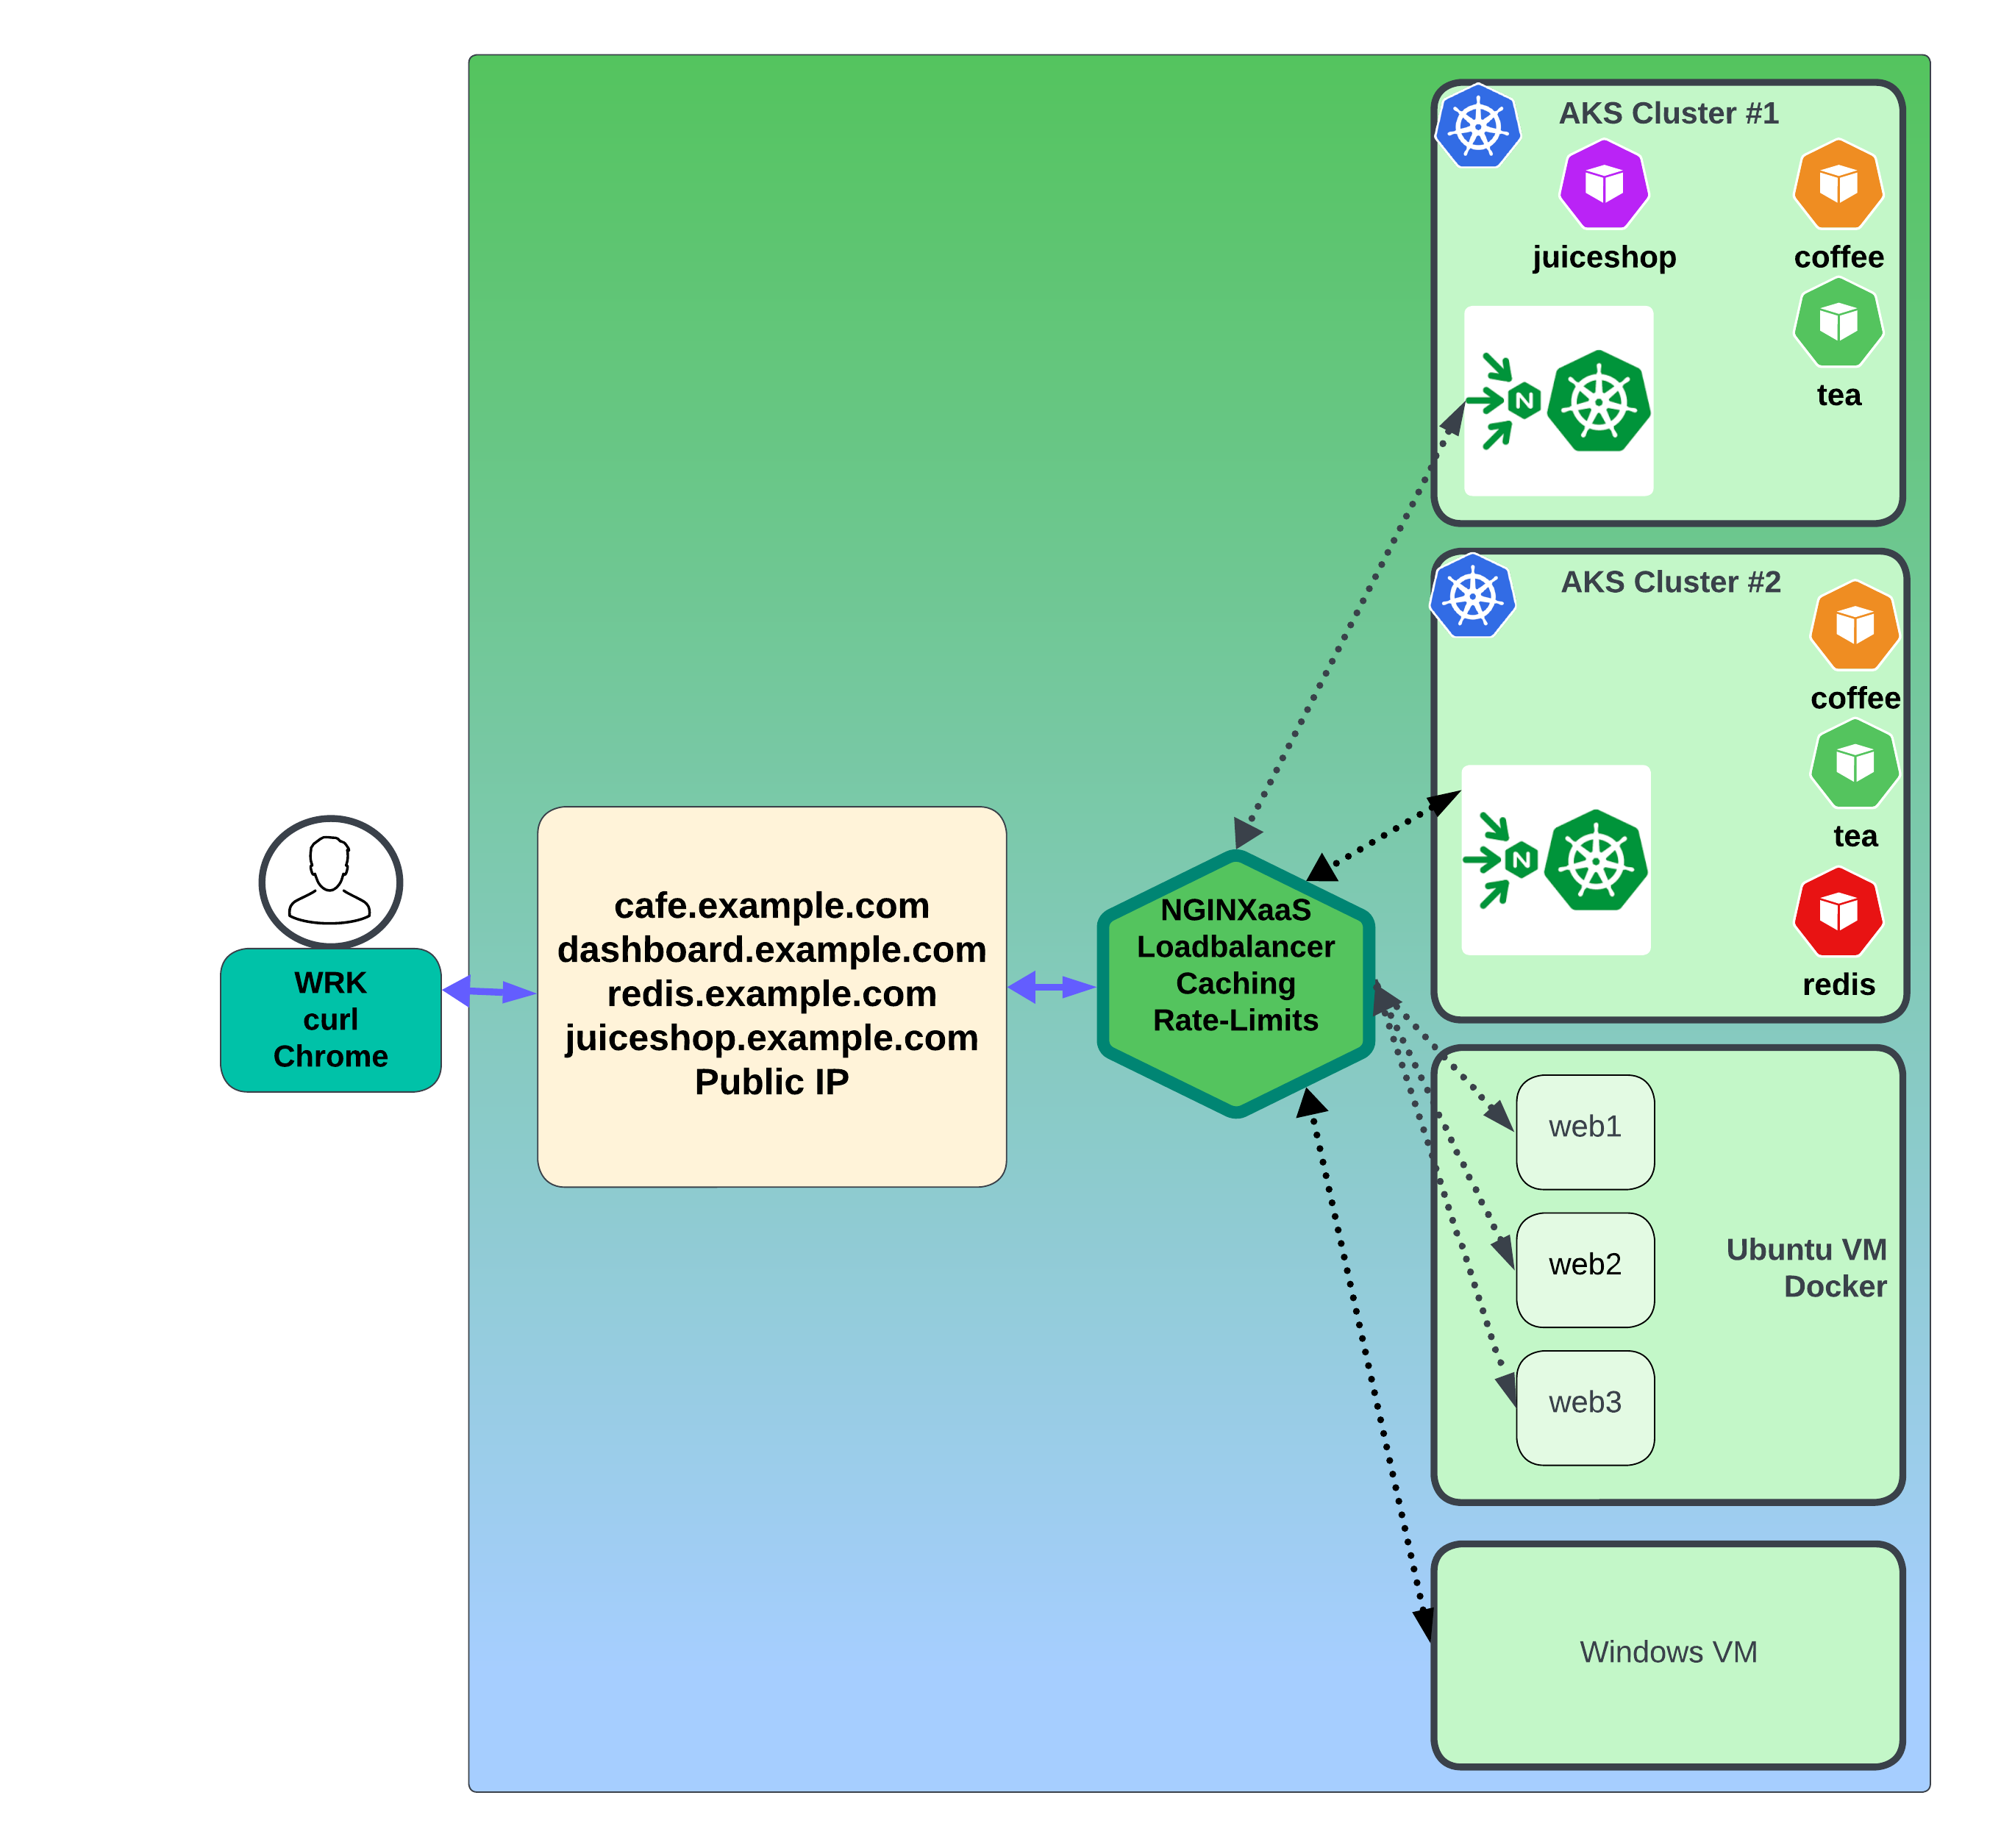 AKS Cluster #1
juiceshop
coffee
tea
N
AKS Cluster #2
coffee
tea
N
redis
WRK
curl
Chrome
cafe.example.com
dashboard.example.com
redis.example.com
juiceshop.example.com
Public IP
NGINXaaS
Loadbalancer
Caching
Rate-Limits
web1
web2
web3
Ubuntu VM
Docker
Windows VM